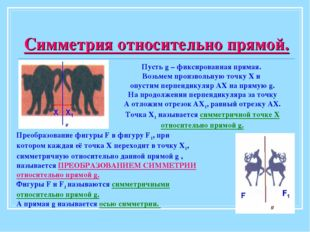 Симметрия относительно прямой.
Пусть g – фиксированная прямая.
Возьмем произвольную точку X и
опустим перпендикуляр AX на прямую g.
На продолжении перпендикуляра за точку
A отложим отрезок AX₁, равный отрезку AX.
Точка X₁ называется симметричной точке X
относительно прямой g.
X X₁
g
Преобразование фигуры F в фигуру F₁, при
котором каждая её точка X переходит в точку X₁,
симметричную относительно данной прямой g ,
называется ПРЕОБРАЗОВАНИЕМ СИММЕТРИИ
относительно прямой g.
Фигуры F и F₁ называются симметричными
относительно прямой g.
А прямая g называется осью симметрии.
F F₁
g